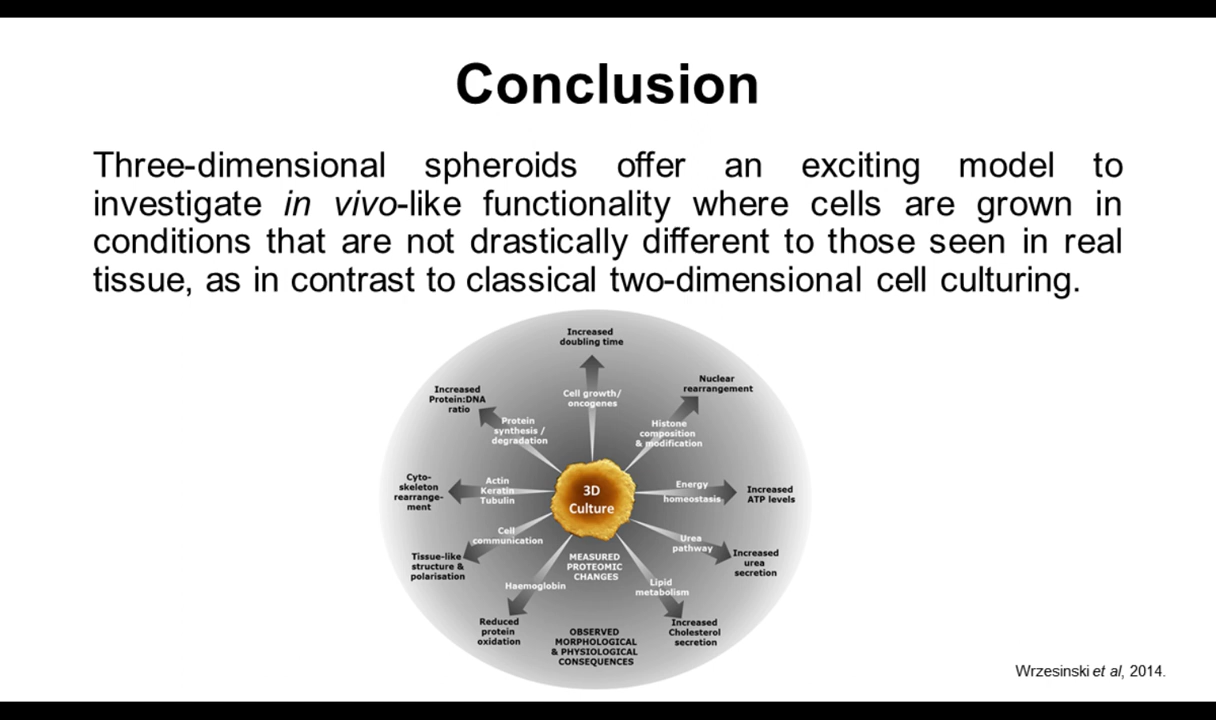 Conclusion
Three-dimensional spheroids offer an exciting model to
investigate in vivo-like functionality where cells are grown in
conditions that are not drastically different to those seen in real
tissue, as in contrast to classical two-dimensional cell culturing.
Increased
doubling time
Cell growth/
oncogenes
Nuclear
rearrangement
Histone
composition
& modification
Increased
Protein:DNA
ratio
Protein
synthesis /
degradation
Cyto-
skeleton
rearrange-
ment
Actin
Keratin
Tubulin
3D
Culture
Energy
homeostasis
Increased
ATP levels
Cell
communication
Tissue-like
structure &
polarisation
Urea
pathway
Increased
urea
secretion
MEASURED
PROTEOMIC
CHANGES
Haemoglobin
Reduced
protein
oxidation
Lipid
metabolism
Increased
Cholesterol
secretion
OBSERVED
MORPHOLOGICAL
& PHYSIOLOGICAL
CONSEQUENCES
Wrzesinski et al, 2014.